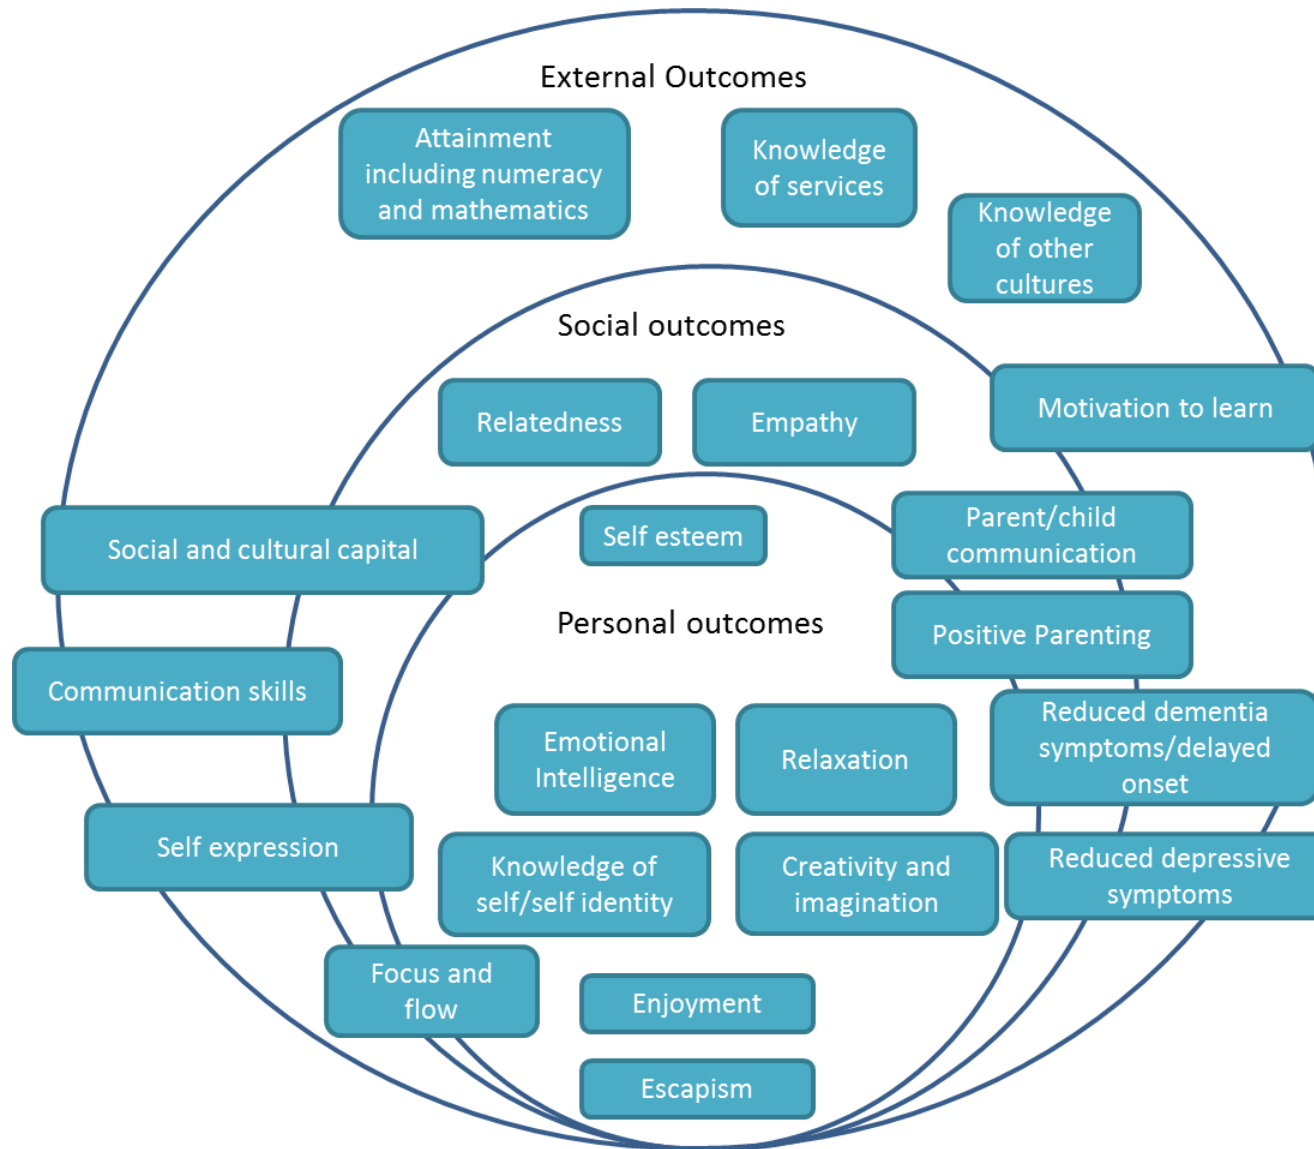 External Outcomes
Attainment
including numeracy
and mathematics
Knowledge
of services
Knowledge
of other
cultures
Social outcomes
Relatedness
Empathy
Motivation to learn
Social and cultural capital
Self esteem
Parent/child
communication
Personal outcomes
Positive Parenting
Communication skills
Emotional
Intelligence
Relaxation
Reduced dementia
symptoms/delayed
onset
Self expression
Knowledge of
self/self identity
Creativity and
imagination
Reduced depressive
symptoms
Focus and
flow
Enjoyment
Escapism